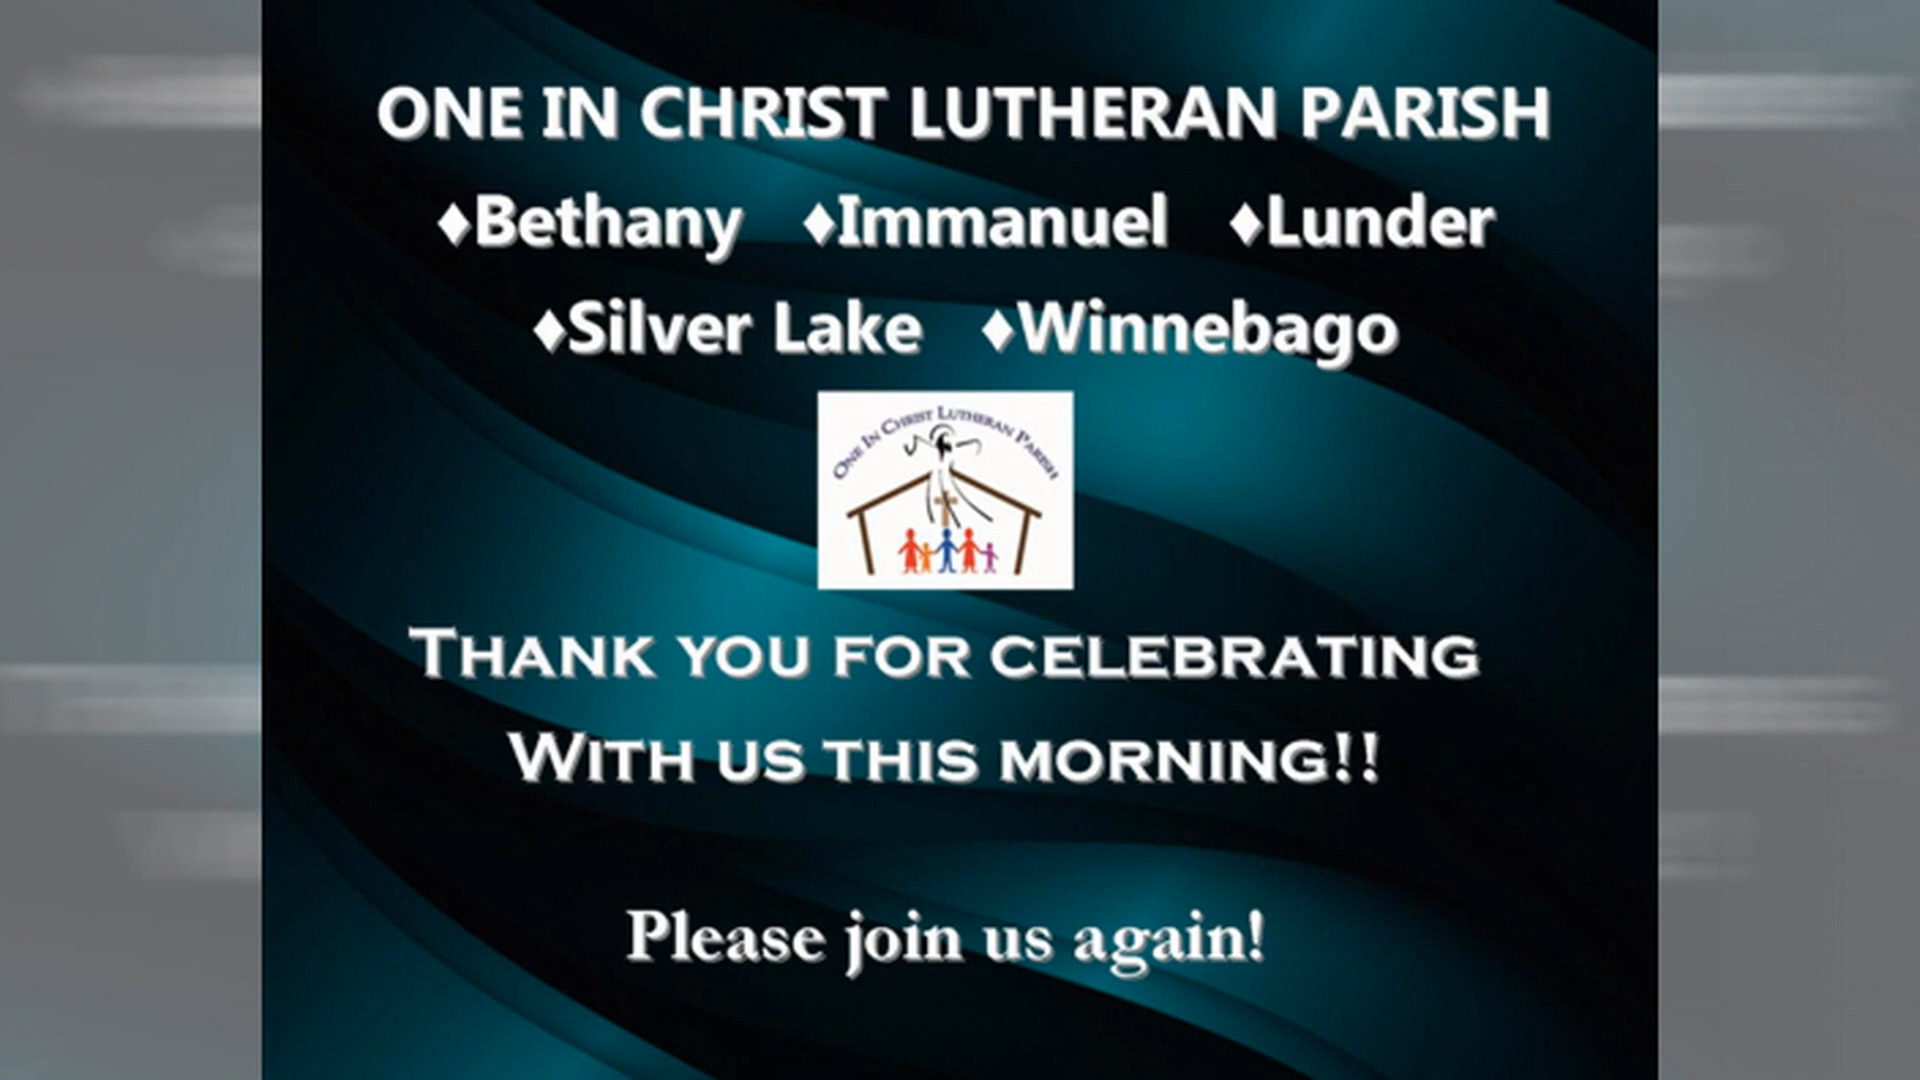 ONE IN CHRIST LUTHERAN PARISH
♦Bethany ♦Immanuel ♦Lunder
♦Silver Lake ♦Winnebago
One In Christ Lutheran Parish
Thank you for celebrating
With us this morning!!
Please join us again!